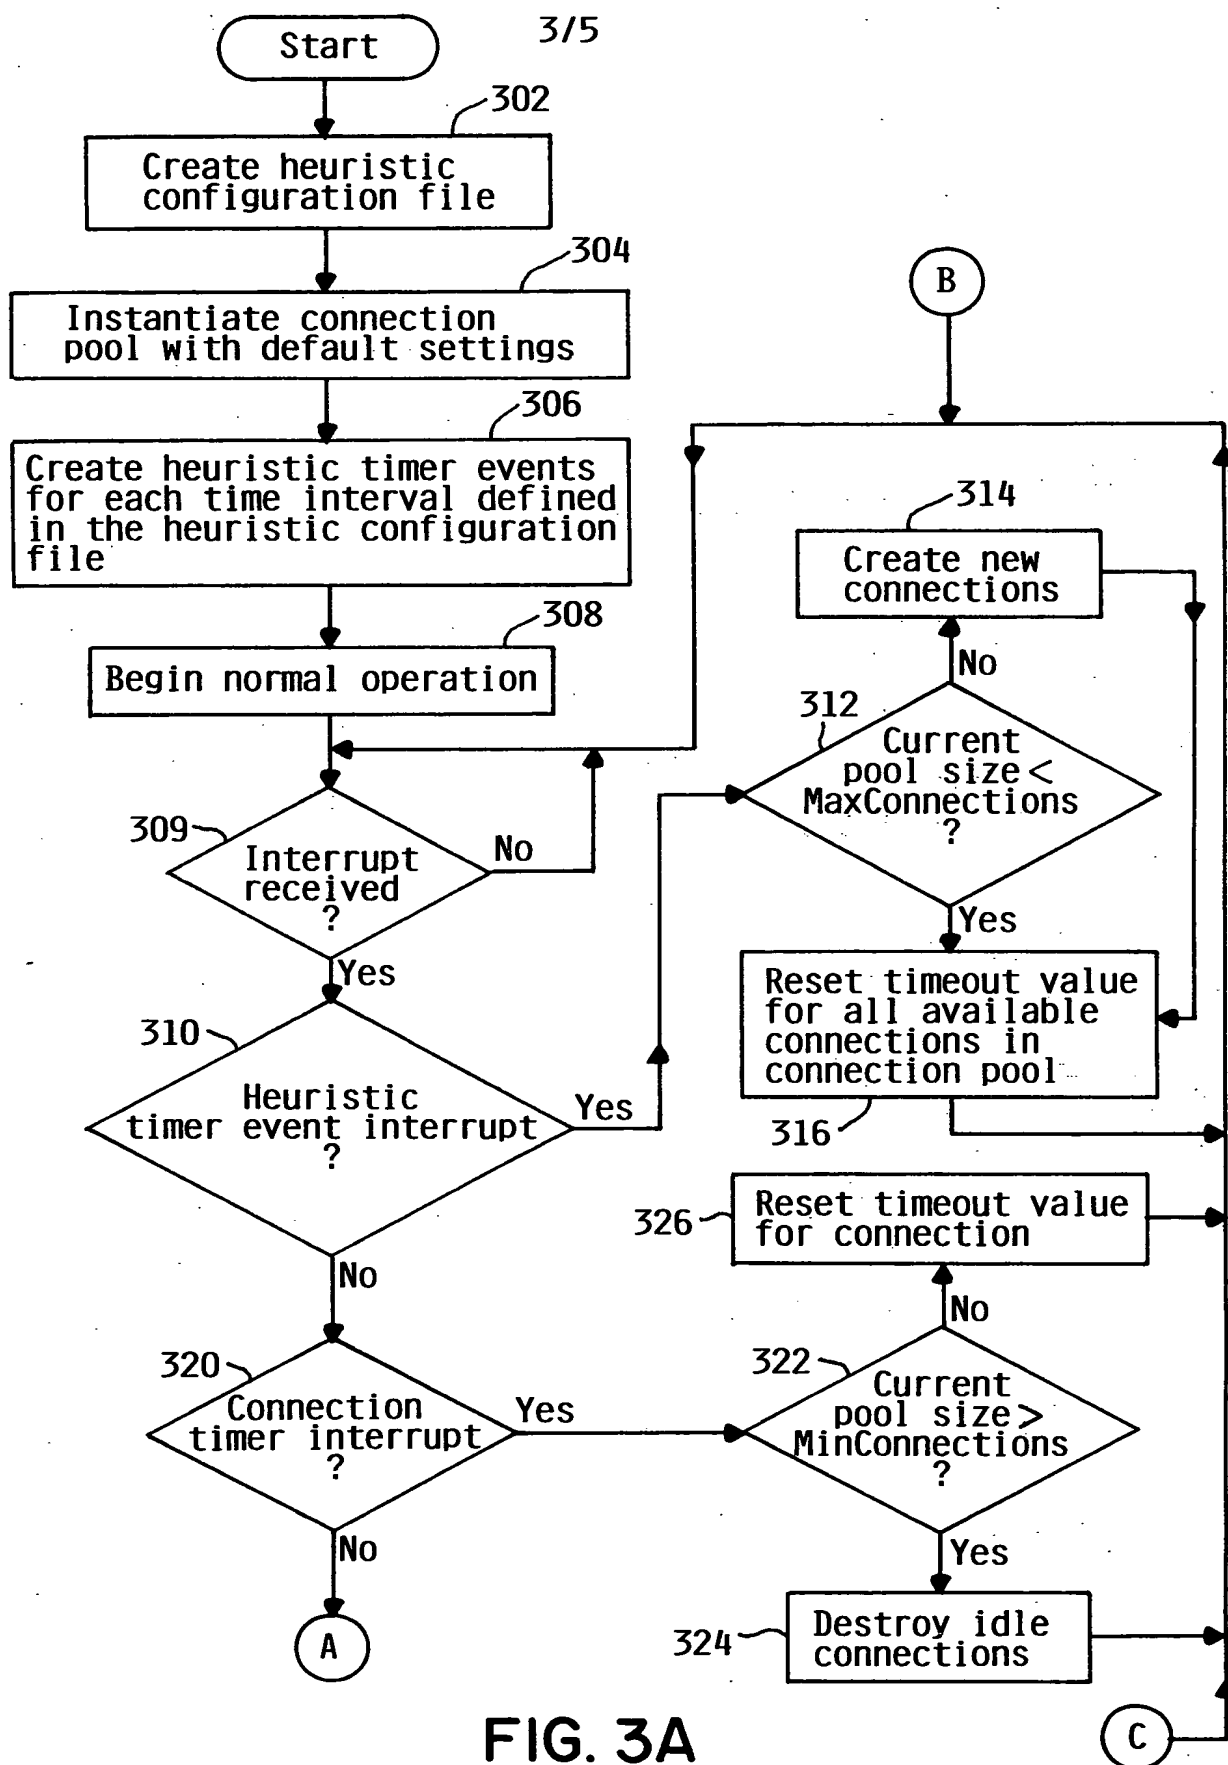 3/5
Start
302
Create heuristic
configuration file
304
Instantiate connection
pool with default settings
306
Create heuristic timer events
for each time interval defined
in the heuristic configuration
file
308
Begin normal operation
309
Interrupt
received
?
No
Yes
310
Heuristic
timer event interrupt
?
Yes
No
320
Connection
timer interrupt
?
Yes
No
A
B
314
Create new
connections
No
312
Current
pool size <
MaxConnections
?
Yes
Reset timeout value
for all available
connections in
connection pool
316
326
Reset timeout value
for connection
No
322
Current
pool size >
MinConnections
?
Yes
324
Destroy idle
connections
C
FIG. 3A